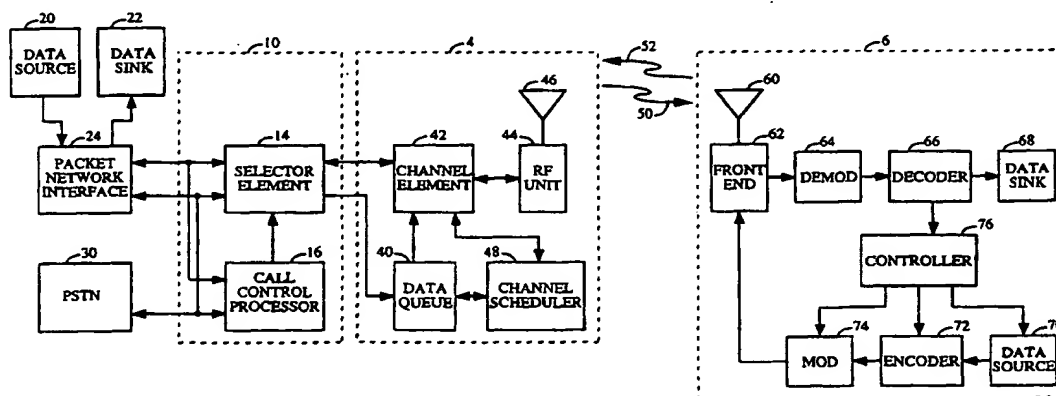 20
DATA
SOURCE
22
DATA
SINK
24
PACKET
NETWORK
INTERFACE
30
PSTN
10
14
SELECTOR
ELEMENT
16
CALL
CONTROL
PROCESSOR
4
42
CHANNEL
ELEMENT
46
44
RF
UNIT
40
DATA
QUEUE
48
CHANNEL
SCHEDULER
52
50
6
60
62
FRONT
END
64
DEMOD
66
DECODER
68
DATA
SINK
76
CONTROLLER
74
MOD
72
ENCODER
DATA
SOURCE